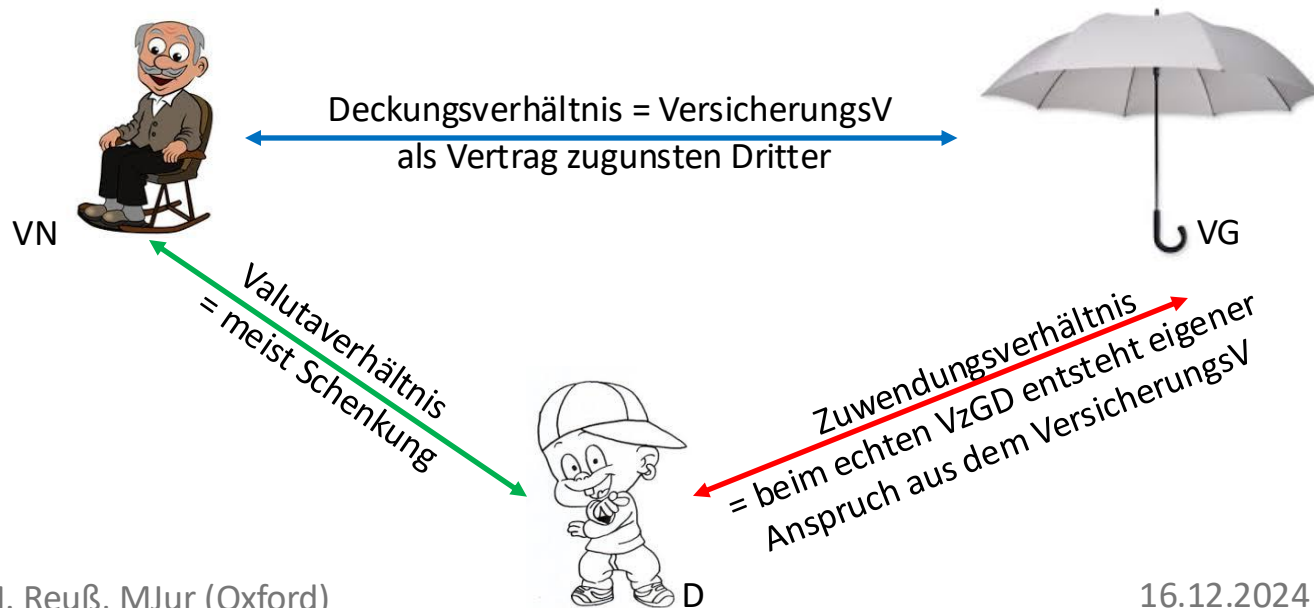 Deckungsverhältnis = VersicherungsV
als Vertrag zugunsten Dritter
VN
VG
Valutaverhältnis
= meist Schenkung
Zuwendungsverhältnis
= beim echten VzGD entsteht eigener
Anspruch aus dem VersicherungsV
D
Reuß, MJur (Oxford)
16.12.2024